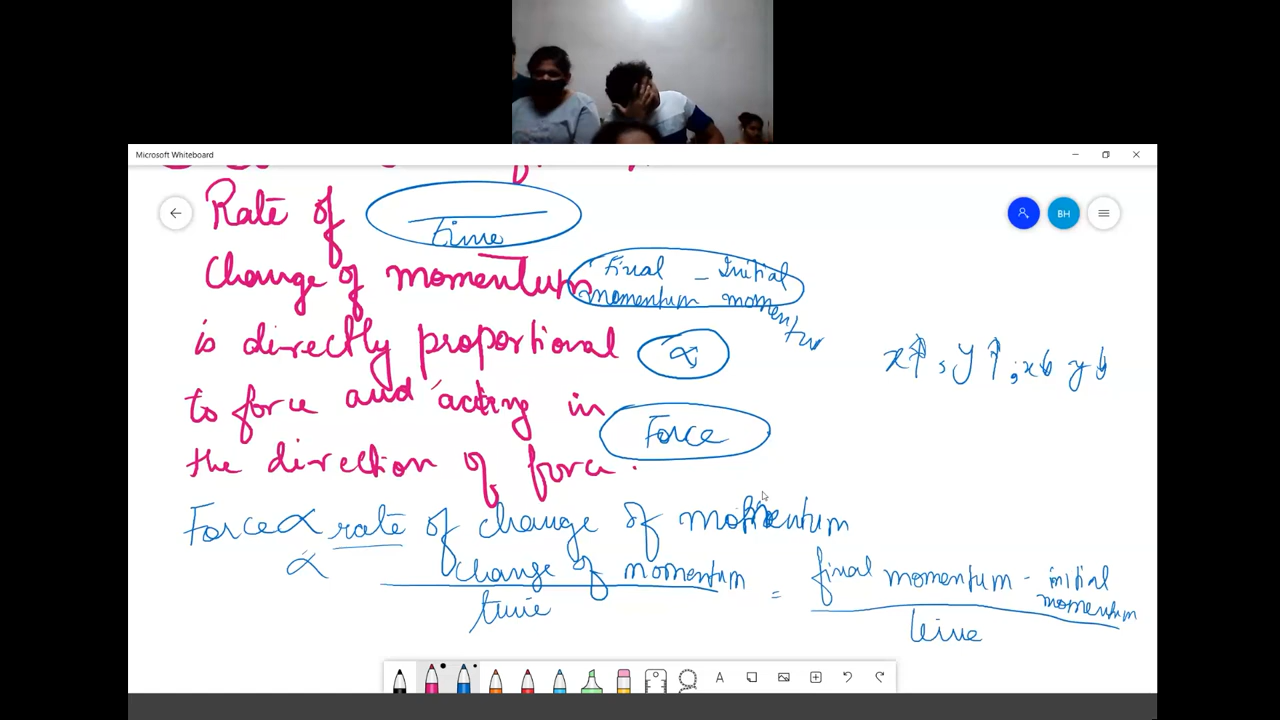 Microsoft Whiteboard
BH
Rate of
time
Change of momentum
Final - Initial
momentum momentum
is directly proportional
∝
x↑, y↑; x↓ y↓
to force and acting in
Force
the direction of force.
Force ∝ rate of change of momentum
∝ change of momentum = final momentum - initial momentum
time time
A